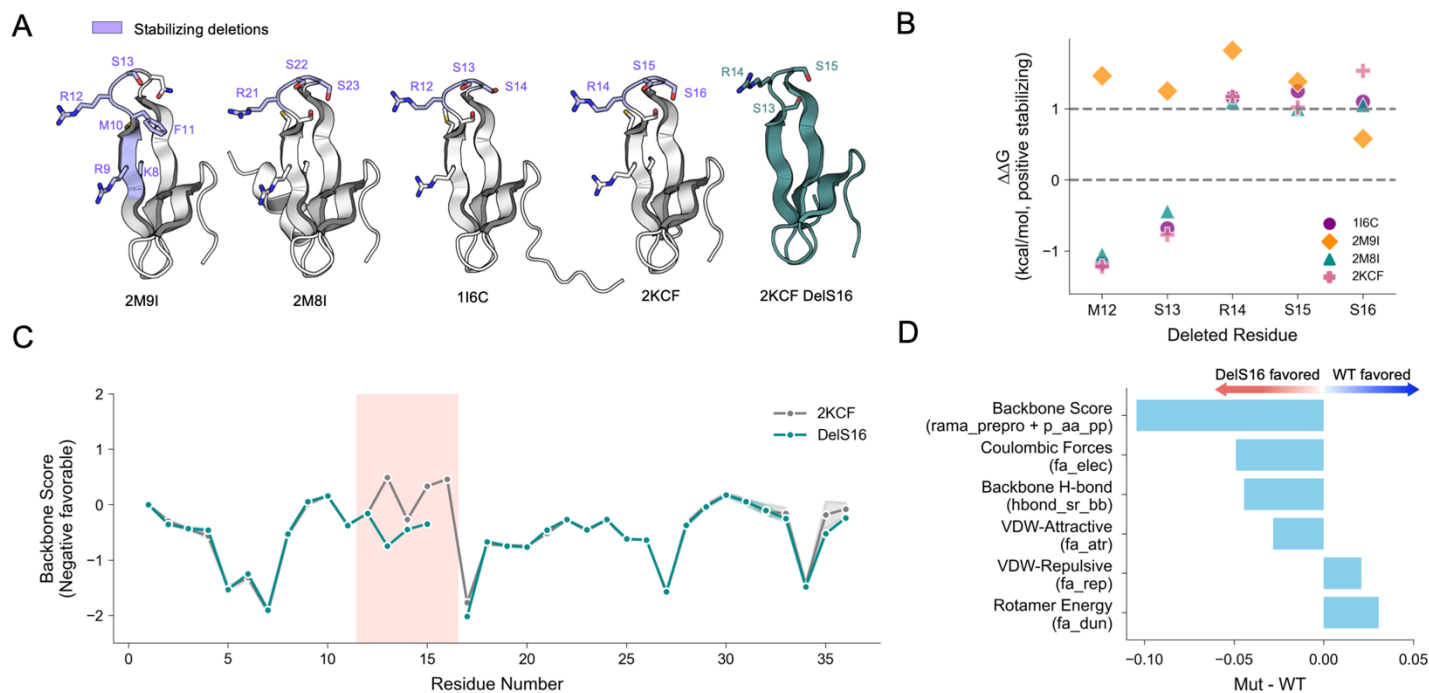 A
Stabilizing deletions
S13
R12
M10
F11
R9
K8
2M9I
S22
S23
R21
2M8I
S13
S14
R12
1I6C
S15
R14
S16
2KCF
R14
S15
S13
2KCF DelS16
B
ΔΔG
(kcal/mol, positive stabilizing)
1
0
−1
1I6C
2M9I
2M8I
2KCF
M12 S13 R14 S15 S16
Deleted Residue
C
Backbone Score
(Negative favorable)
2
1
0
−1
−2
2KCF
DelS16
0 5 10 15 20 25 30 35
Residue Number
D
DelS16 favored WT favored
Backbone Score
(rama_prepro + p_aa_pp)
Coulombic Forces
(fa_elec)
Backbone H-bond
(hbond_sr_bb)
VDW-Attractive
(fa_atr)
VDW-Repulsive
(fa_rep)
Rotamer Energy
(fa_dun)
−0.10 −0.05 0.00 0.05
Mut - WT